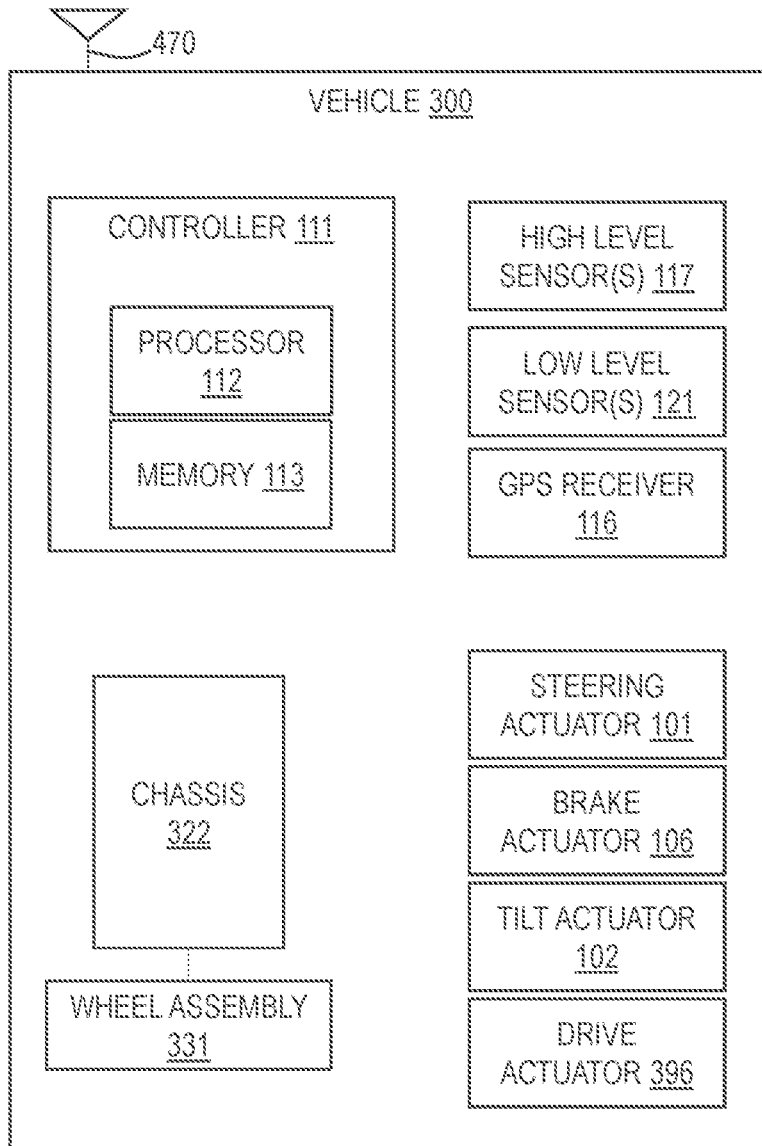 470
VEHICLE 300
CONTROLLER 111
PROCESSOR
112
MEMORY 113
HIGH LEVEL
SENSOR(S) 117
LOW LEVEL
SENSOR(S) 121
GPS RECEIVER
116
CHASSIS
322
WHEEL ASSEMBLY
331
STEERING
ACTUATOR 101
BRAKE
ACTUATOR 106
TILT ACTUATOR
102
DRIVE
ACTUATOR 396